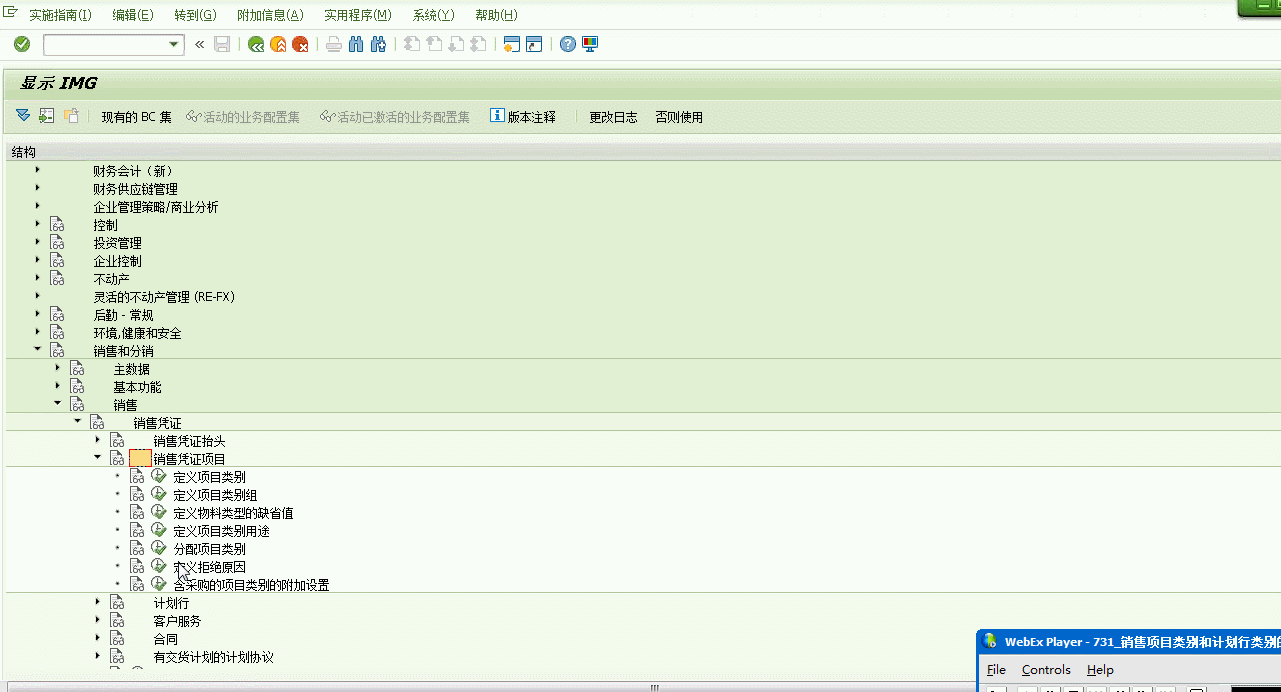 实施指南(I) 编辑(E) 转到(G) 附加信息(A) 实用程序(M) 系统(Y) 帮助(H)
显示 IMG
现有的 BC 集 活动的业务配置集 活动已激活的业务配置集 版本注释 更改日志 否则使用
结构
财务会计（新）
财务供应链管理
企业管理策略/商业分析
控制
投资管理
企业控制
不动产
灵活的不动产管理 (RE-FX)
后勤 - 常规
环境,健康和安全
销售和分销
主数据
基本功能
销售
销售凭证
销售凭证抬头
销售凭证项目
定义项目类别
定义项目类别组
定义物料类型的缺省值
定义项目类别用途
分配项目类别
定义拒绝原因
含采购的项目类别的附加设置
计划行
客户服务
合同
有交货计划的计划协议
WebEx Player - 731_销售项目类别和计划行类别的
File Controls Help